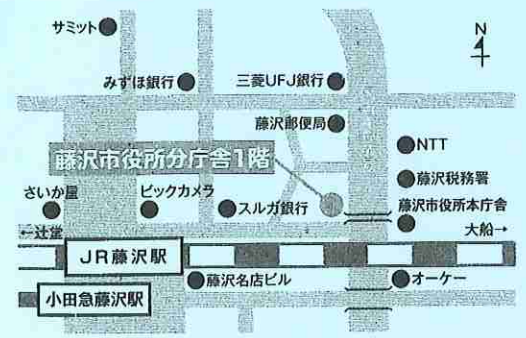 サミット
N
みずほ銀行
三菱UFJ銀行
藤沢郵便局
NTT
藤沢市役所分庁舎1階
藤沢税務署
さいか屋
ビックカメラ
スルガ銀行
藤沢市役所本庁舎
←辻堂
大船→
JR藤沢駅
藤沢名店ビル
オーケー
小田急藤沢駅